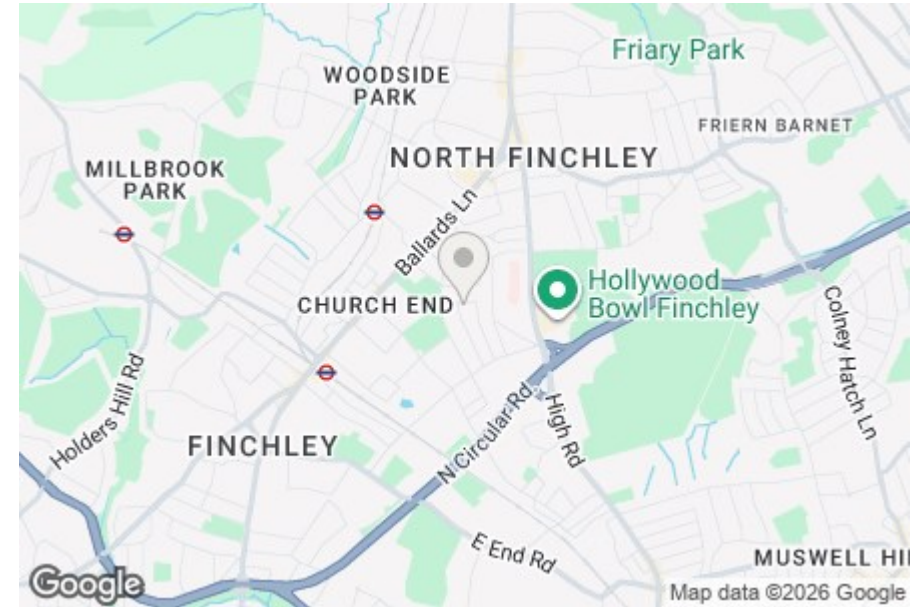 Friary Park
WOODSIDE
PARK
FRIERN BARNET
NORTH FINCHLEY
MILLBROOK
PARK
Ballards Ln
Hollywood
Bowl Finchley
CHURCH END
Colney Hatch Ln
Holders Hill Rd
N Circular Rd
High Rd
FINCHLEY
E End Rd
MUSWELL HI
Google
Map data ©2026 Google